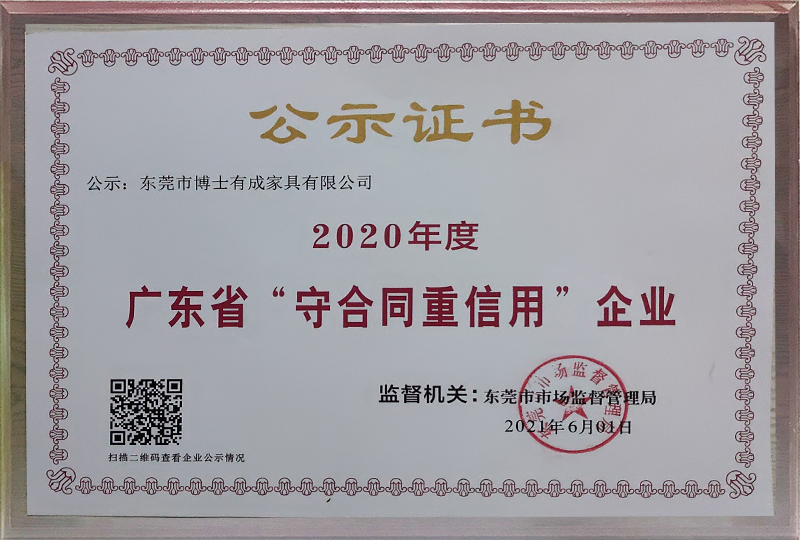 公示证书
公示：东莞市博士有成家具有限公司
2020年度
广东省“守合同重信用”企业
监督机关：东莞市市场监督管理局
2021年6月01日
扫描二维码查看企业公示情况